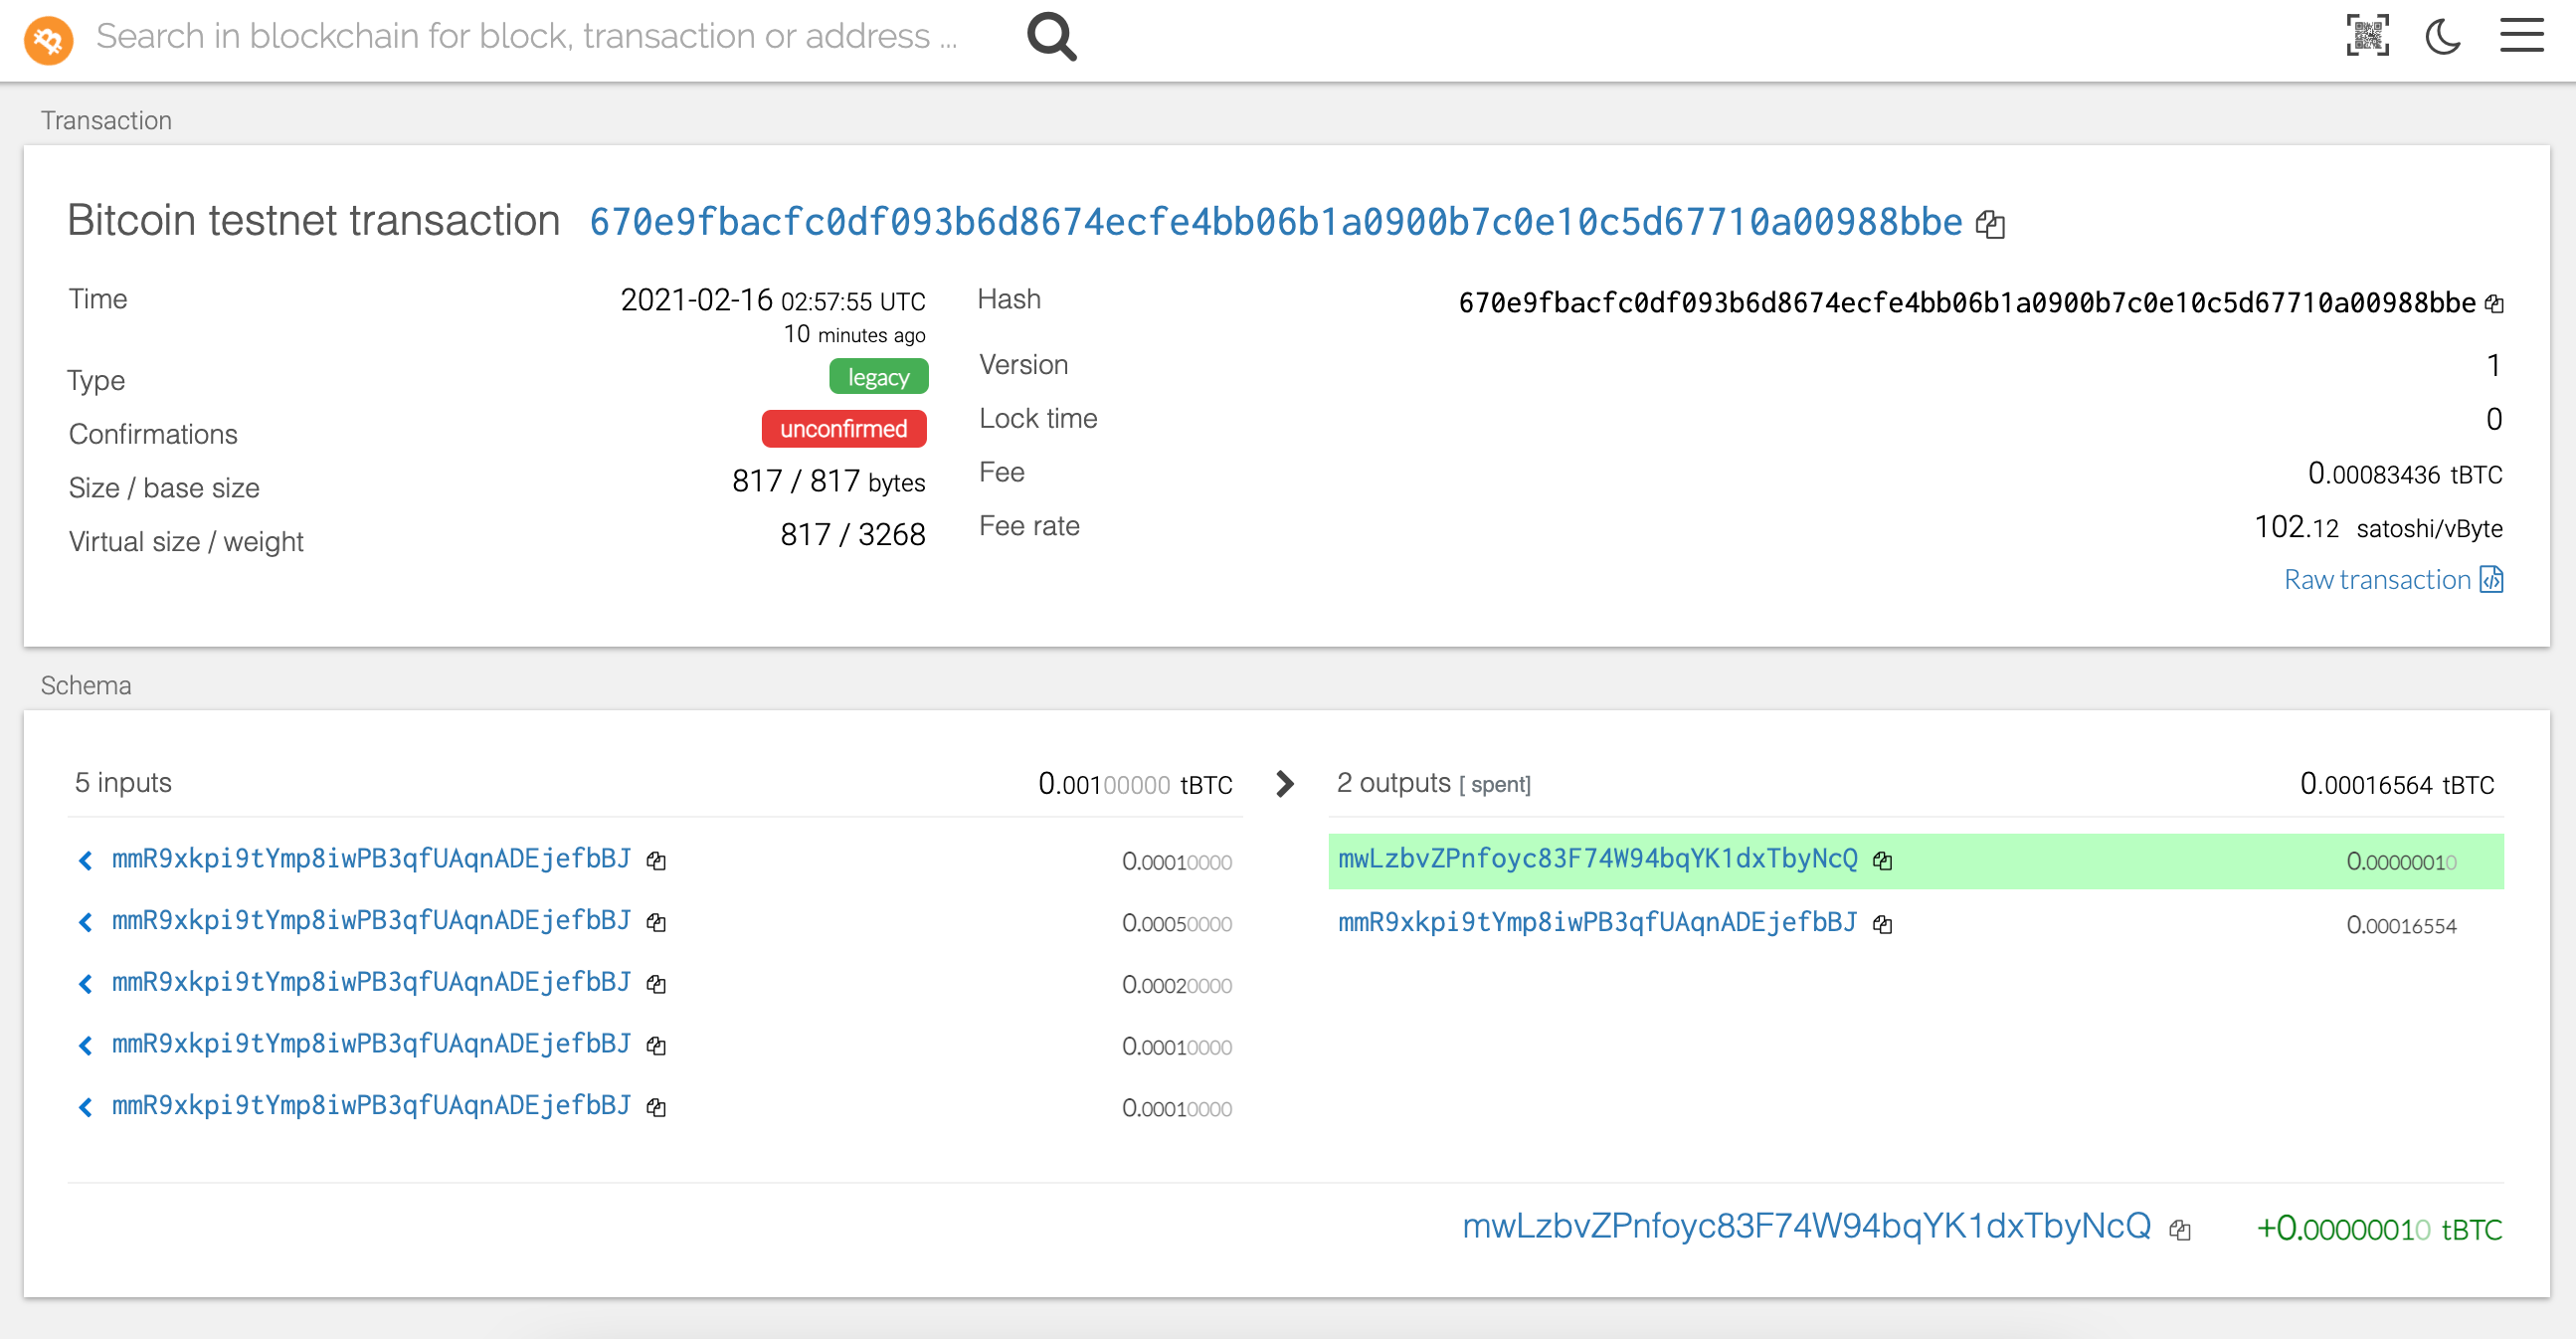 Search in blockchain for block, transaction or address ...
Transaction
Bitcoin testnet transaction 670e9fbacfc0df093b6d8674ecfe4bb06b1a0900b7c0e10c5d67710a00988bbe
Time 2021-02-16 02:57:55 UTC
10 minutes ago
Type legacy
Confirmations unconfirmed
Size / base size 817 / 817 bytes
Virtual size / weight 817 / 3268
Hash 670e9fbacfc0df093b6d8674ecfe4bb06b1a0900b7c0e10c5d67710a00988bbe
Version 1
Lock time 0
Fee 0.00083436 tBTC
Fee rate 102.12 satoshi/vByte
Raw transaction
Schema
5 inputs 0.00100000 tBTC
mmR9xkpi9tYmp8iwPB3qfUAqnADEjefbBJ 0.00010000
mmR9xkpi9tYmp8iwPB3qfUAqnADEjefbBJ 0.00050000
mmR9xkpi9tYmp8iwPB3qfUAqnADEjefbBJ 0.00020000
mmR9xkpi9tYmp8iwPB3qfUAqnADEjefbBJ 0.00010000
mmR9xkpi9tYmp8iwPB3qfUAqnADEjefbBJ 0.00010000
2 outputs [ spent] 0.00016564 tBTC
mwLzbvZPnfoyc83F74W94bqYK1dxTbyNcQ 0.00000010
mmR9xkpi9tYmp8iwPB3qfUAqnADEjefbBJ 0.00016554
mwLzbvZPnfoyc83F74W94bqYK1dxTbyNcQ +0.00000010 tBTC